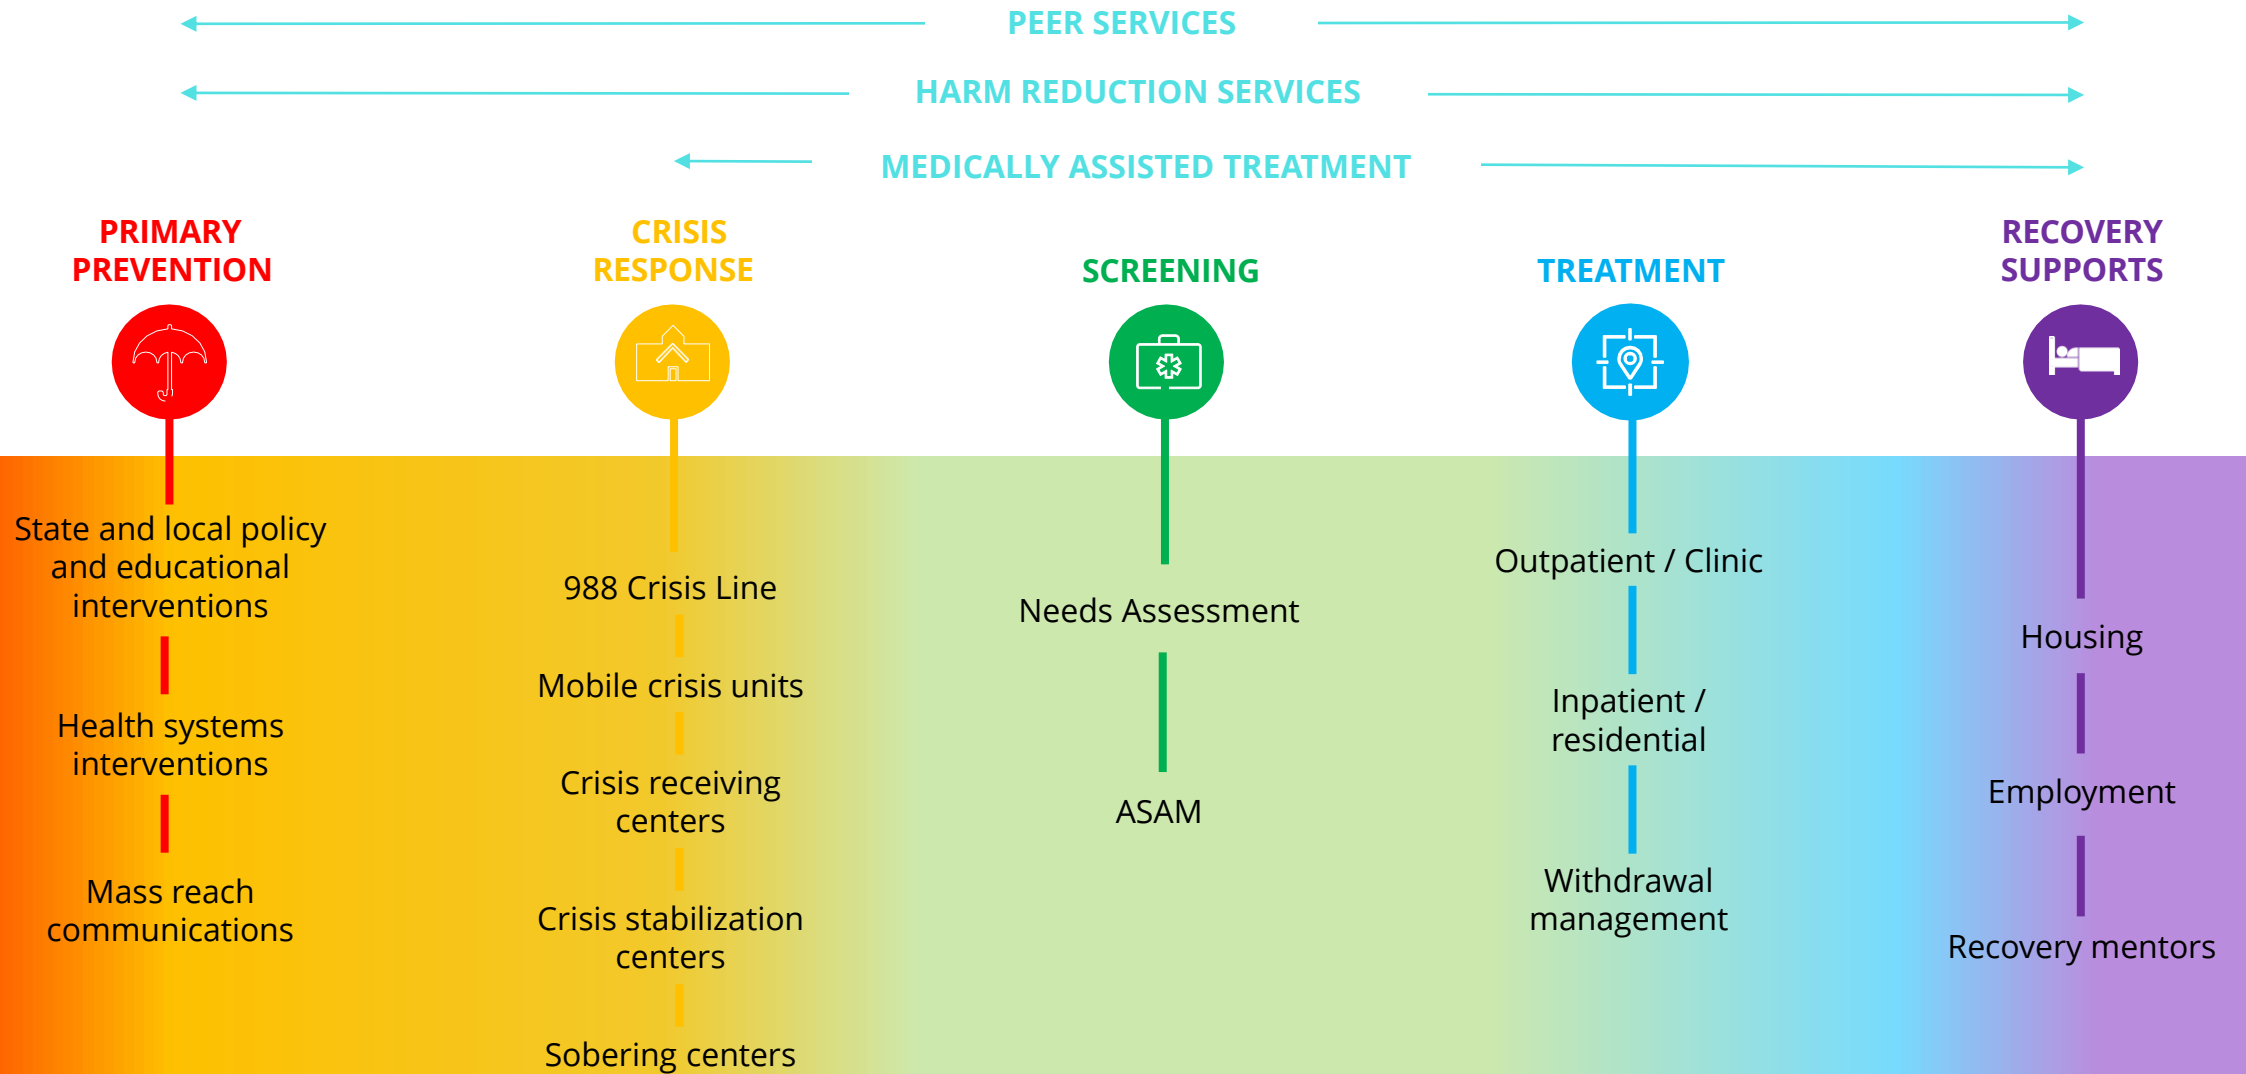 PEER SERVICES
HARM REDUCTION SERVICES
MEDICALLY ASSISTED TREATMENT
PRIMARY
PREVENTION
State and local policy
and educational
interventions
Health systems
interventions
Mass reach
communications
CRISIS
RESPONSE
988 Crisis Line
Mobile crisis units
Crisis receiving
centers
Crisis stabilization
centers
Sobering centers
SCREENING
Needs Assessment
ASAM
TREATMENT
Outpatient / Clinic
Inpatient /
residential
Withdrawal
management
RECOVERY
SUPPORTS
Housing
Employment
Recovery mentors